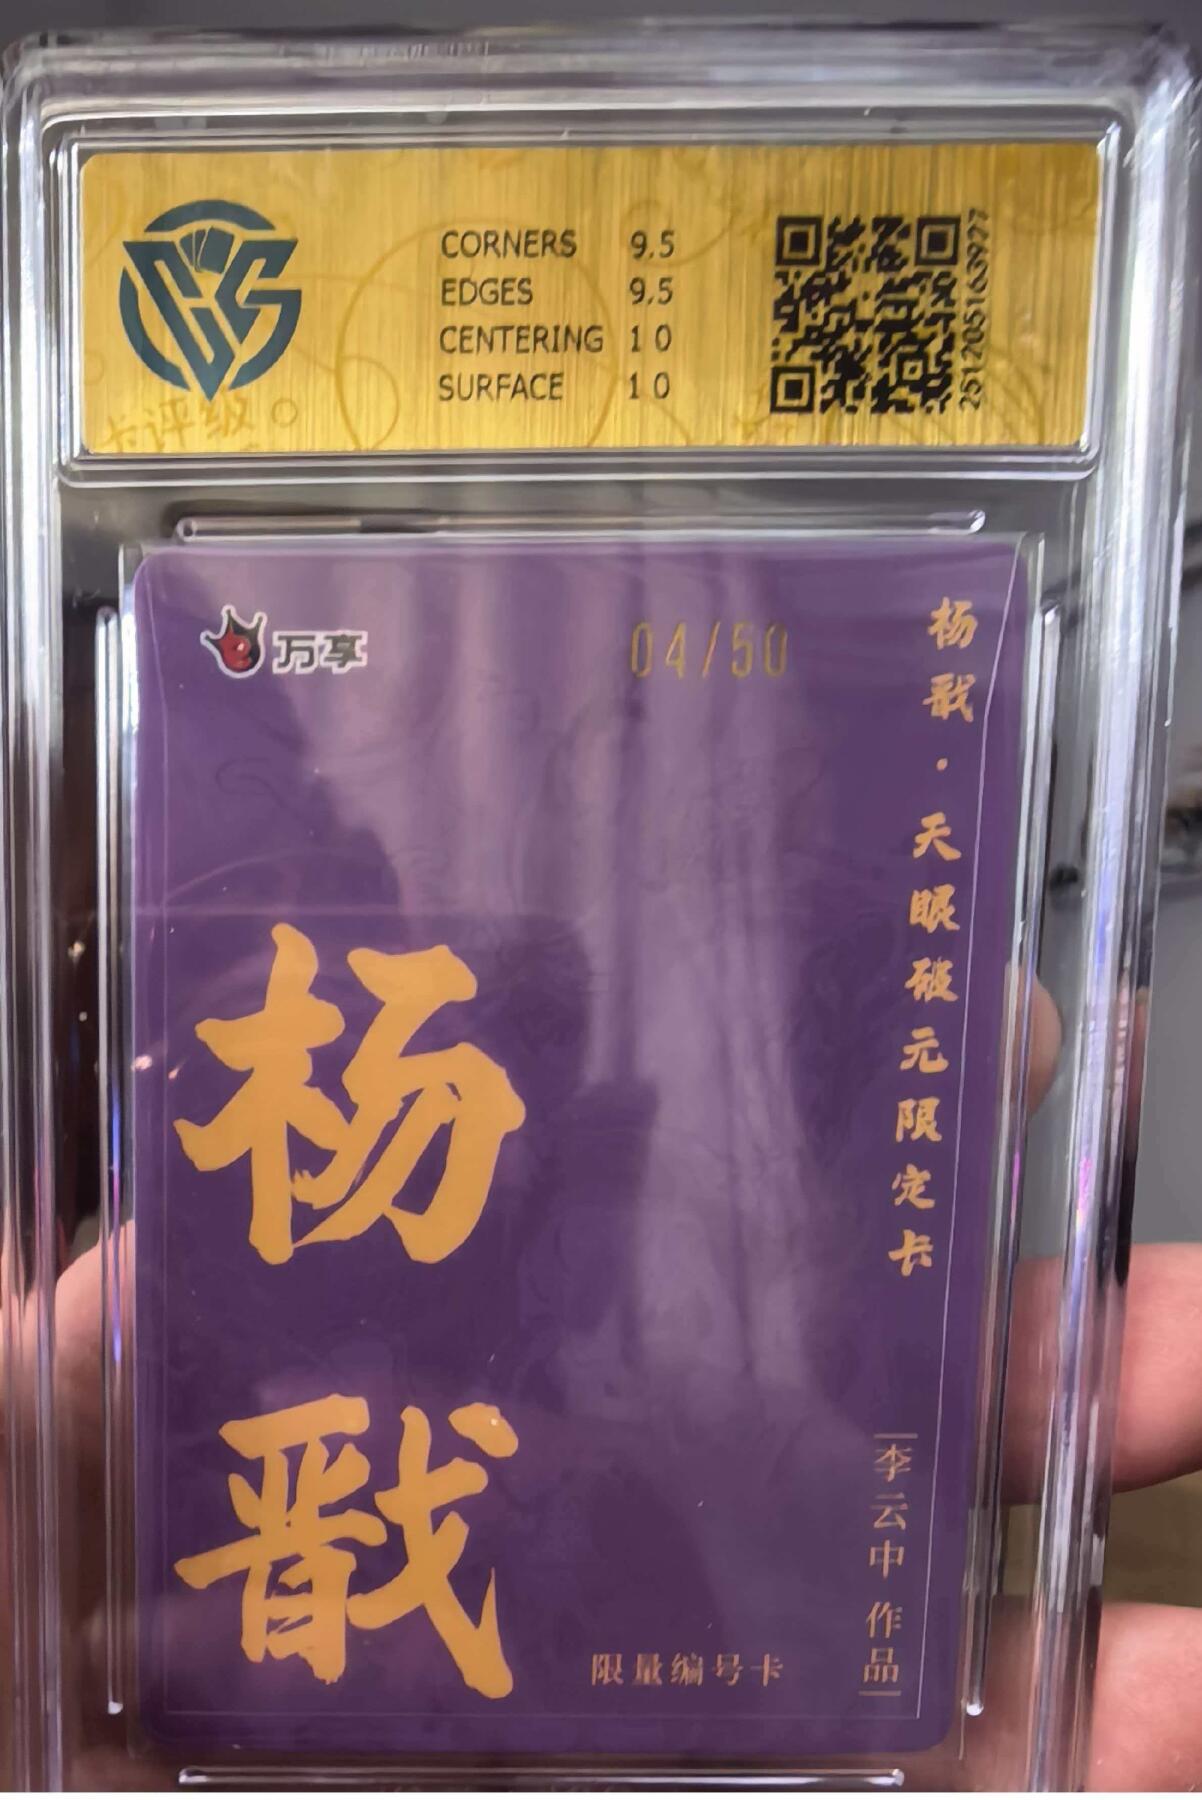 CORNERS 9.5
EDGES 9.5
CENTERING 10
SURFACE 10
2512051163927
卡评级
万享
04/50
杨戬·天眼破元限定卡
杨戬
李云中 作品
限量编号卡